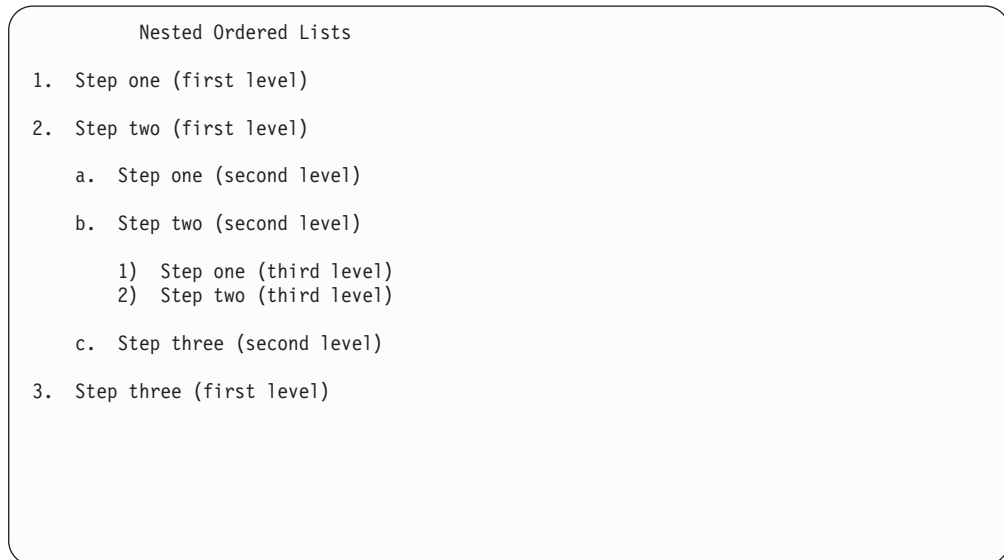 Nested Ordered Lists
1. Step one (first level)
2. Step two (first level)
a. Step one (second level)
b. Step two (second level)
1) Step one (third level)
2) Step two (third level)
c. Step three (second level)
3. Step three (first level)